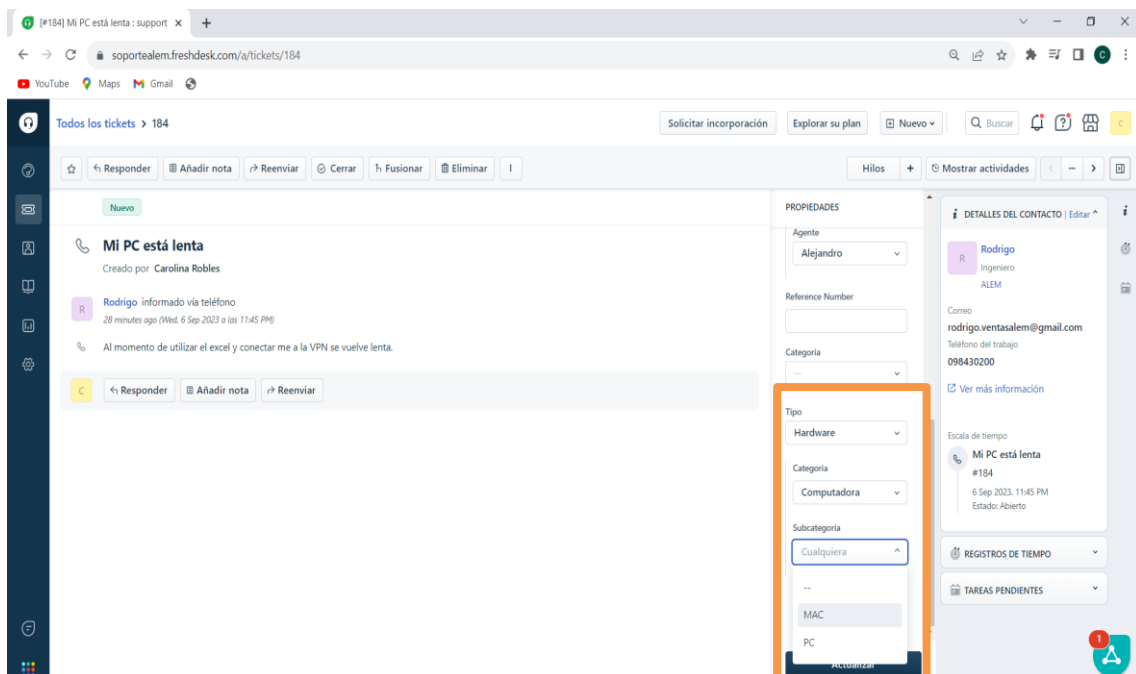 [#184] Mi PC está lenta : support
soportealem.freshdesk.com/a/tickets/184
YouTube Maps Gmail
Todos los tickets > 184
Solicitar incorporación Explorar su plan Nuevo Buscar C
Responder Añadir nota Reenviar Cerrar Fusionar Eliminar
Hilos + Mostrar actividades
Nuevo
Mi PC está lenta
Creado por Carolina Robles
R
Rodrigo informado vía teléfono
28 minutes ago (Wed, 6 Sep 2023 a las 11:45 PM)
Al momento de utilizar el excel y conectar me a la VPN se vuelve lenta.
C Responder Añadir nota Reenviar
PROPIEDADES
Agente
Alejandro
Reference Number
Categoria
--
Tipo
Hardware
Categoria
Computadora
Subcategoria
Cualquiera
--
MAC
PC
Actualizar
DETALLES DEL CONTACTO | Editar
R
Rodrigo
Ingeniero
ALEM
Correo
rodrigo.ventasalem@gmail.com
Teléfono del trabajo
098430200
Ver más información
Escala de tiempo
Mi PC está lenta
#184
6 Sep 2023, 11:45 PM
Estado: Abierto
REGISTROS DE TIEMPO
TAREAS PENDIENTES
1